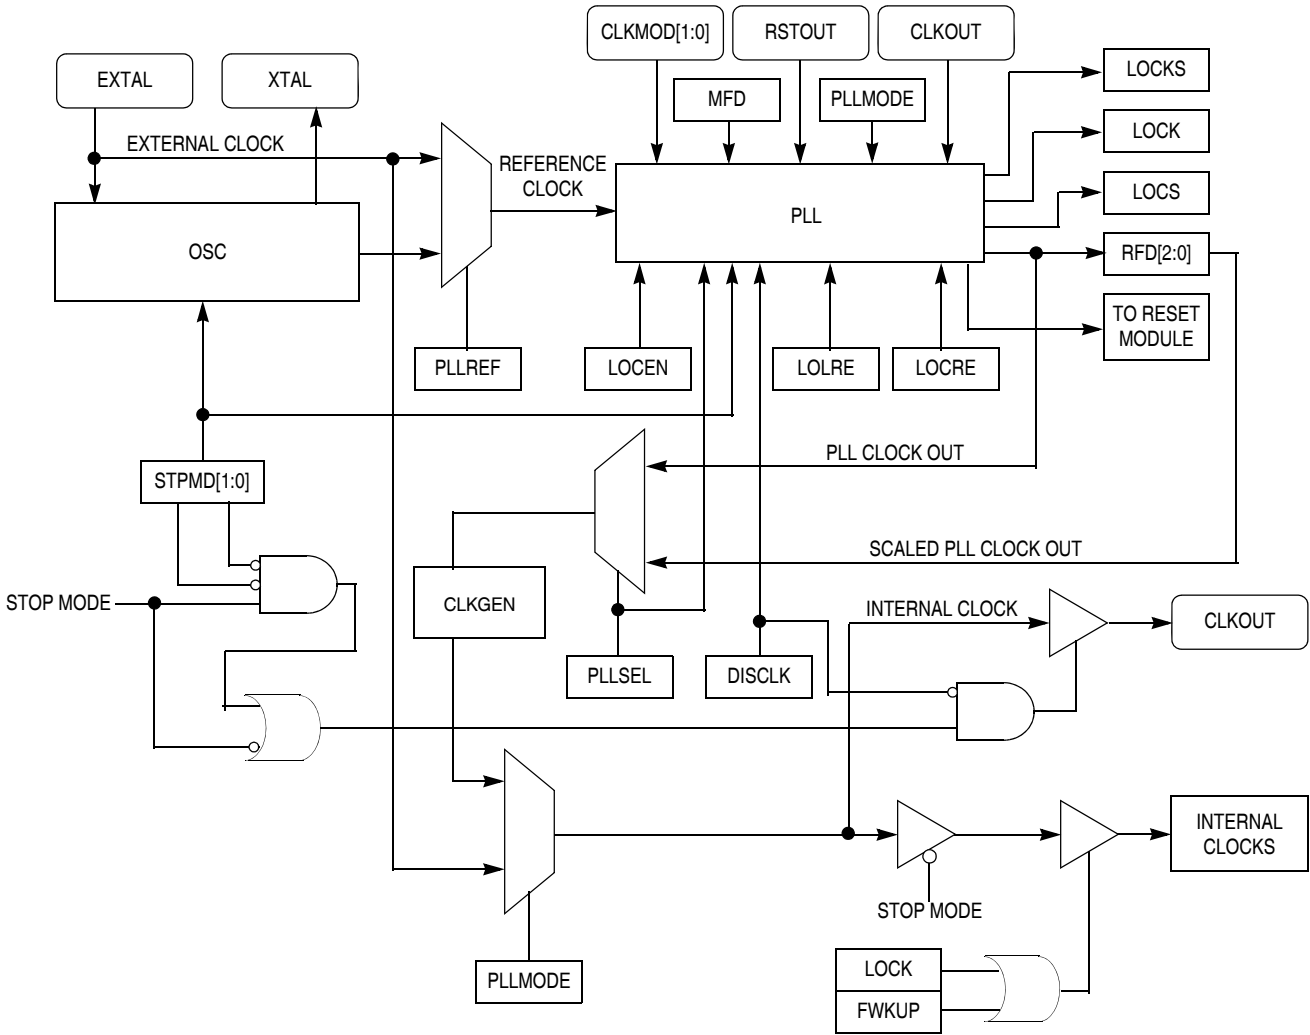 CLKMOD[1:0]
RSTOUT
CLKOUT
EXTAL
XTAL
MFD
PLLMODE
LOCKS
LOCK
LOCS
EXTERNAL CLOCK
REFERENCE
CLOCK
PLL
OSC
RFD[2:0]
TO RESET
MODULE
PLLREF
LOCEN
LOLRE
LOCRE
PLL CLOCK OUT
STPMD[1:0]
SCALED PLL CLOCK OUT
STOP MODE
CLKGEN
INTERNAL CLOCK
CLKOUT
PLLSEL
DISCLK
INTERNAL
CLOCKS
STOP MODE
PLLMODE
LOCK
FWKUP